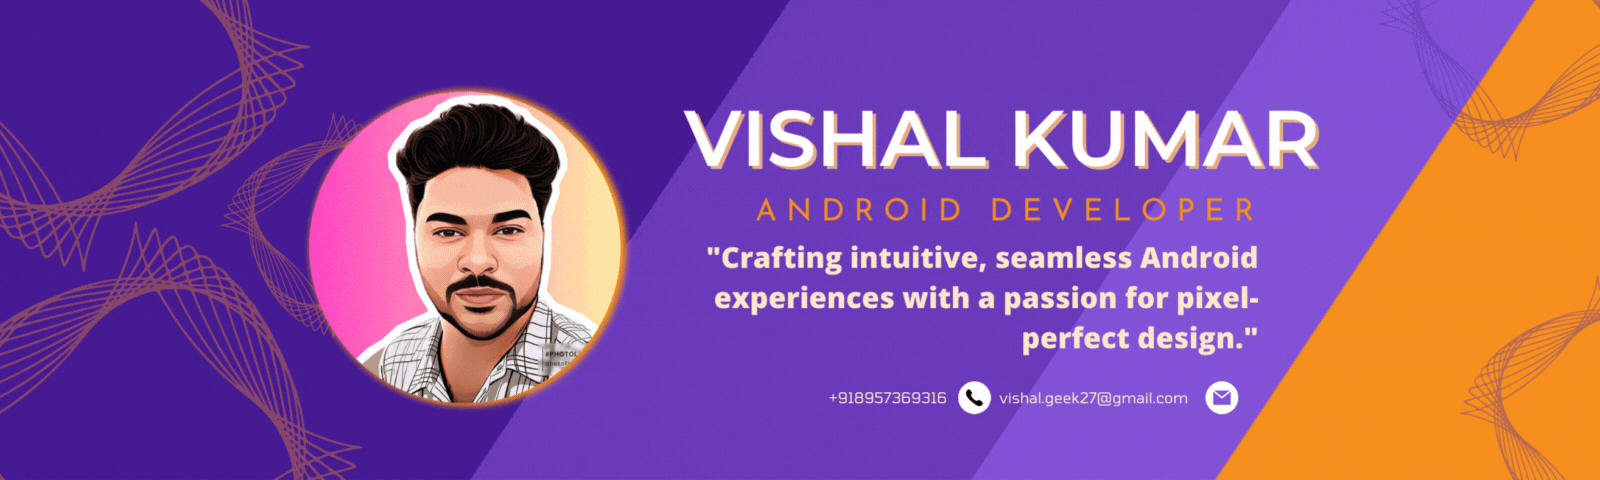 VISHAL KUMAR
ANDROID DEVELOPER
"Crafting intuitive, seamless Android
experiences with a passion for pixel-
perfect design."
+918957369316 vishal.geek27@gmail.com
#PHOTOL